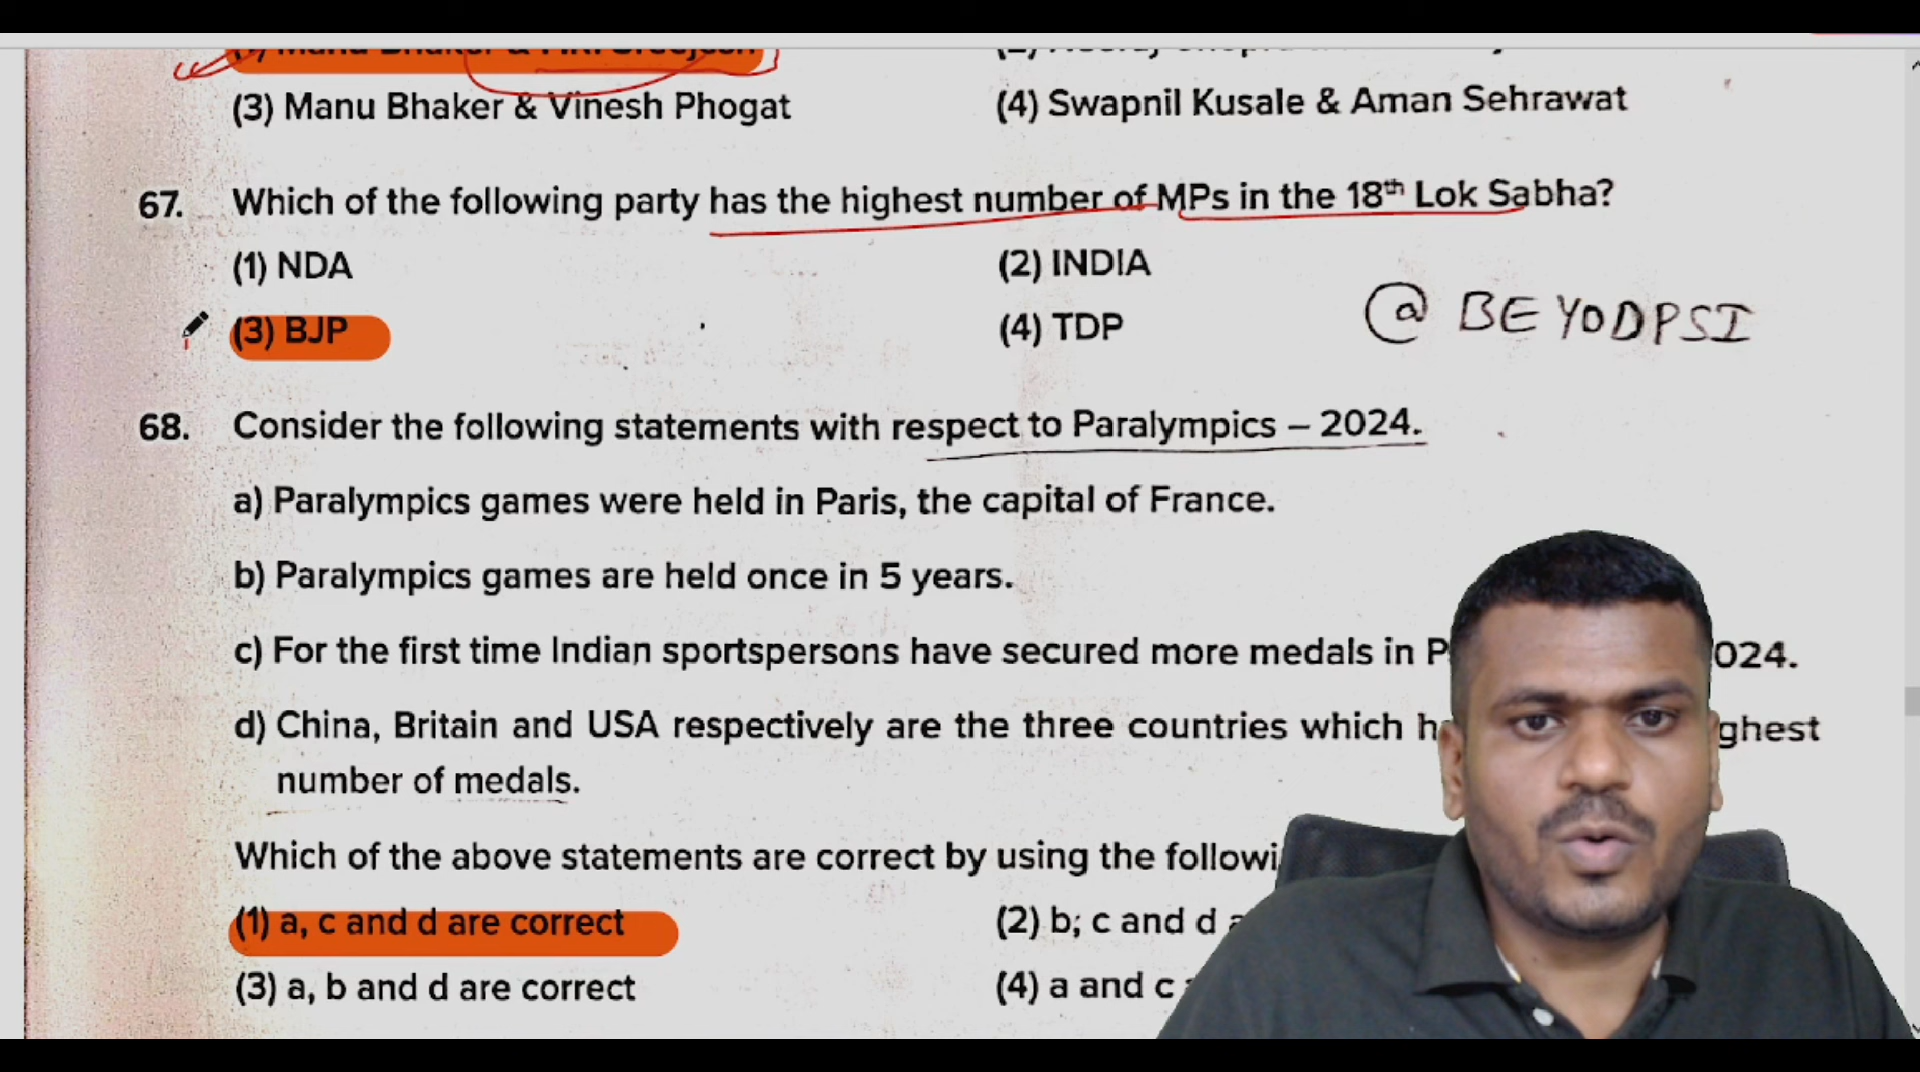 (3) Manu Bhaker & Vinesh Phogat
(4) Swapnil Kusale & Aman Sehrawat
67. Which of the following party has the highest number of MPs in the 18th Lok Sabha?
(1) NDA
(2) INDIA
(3) BJP
(4) TDP
@ BEYODPSI
68. Consider the following statements with respect to Paralympics – 2024.
a) Paralympics games were held in Paris, the capital of France.
b) Paralympics games are held once in 5 years.
c) For the first time Indian sportspersons have secured more medals in 024.
d) China, Britain and USA respectively are the three countries which ghest
number of medals.
Which of the above statements are correct by using the
(1) a, c and d are correct
(2) b; c and d
(3) a, b and d are correct
(4) a and c